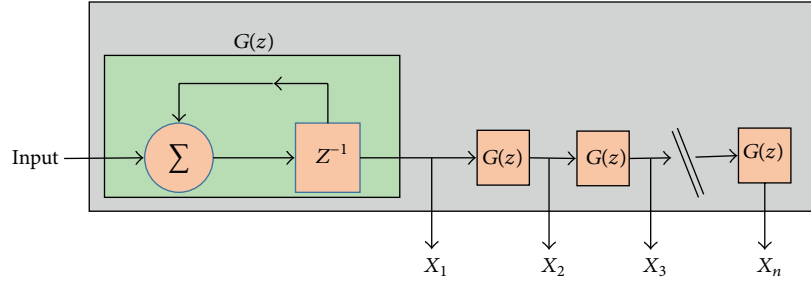 G(z)
Input
∑
Z⁻¹
G(z)
G(z)
G(z)
X₁
X₂
X₃
Xₙ